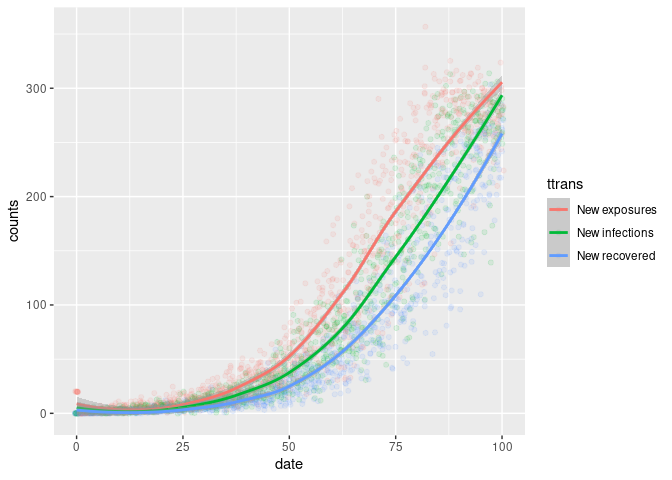 counts
300
200
100
0
0 25 50 75 100
date
ttrans
New exposures
New infections
New recovered